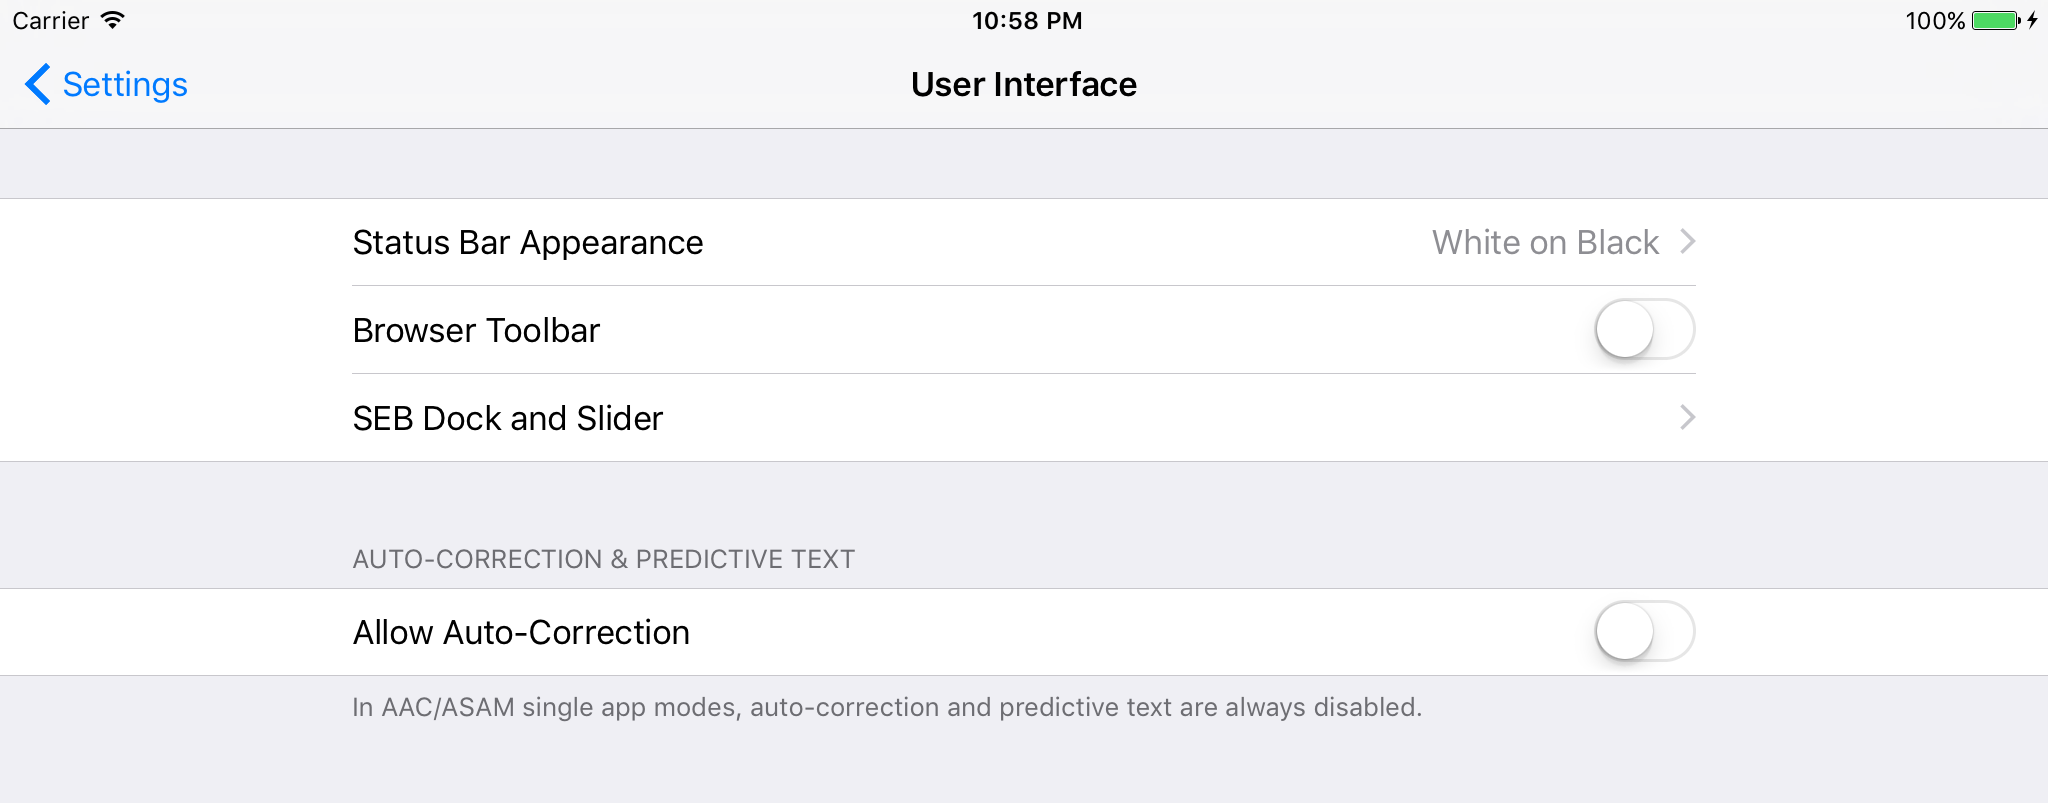 Carrier 10:58 PM 100%
Settings User Interface
Status Bar Appearance White on Black
Browser Toolbar
SEB Dock and Slider
AUTO-CORRECTION & PREDICTIVE TEXT
Allow Auto-Correction
In AAC/ASAM single app modes, auto-correction and predictive text are always disabled.